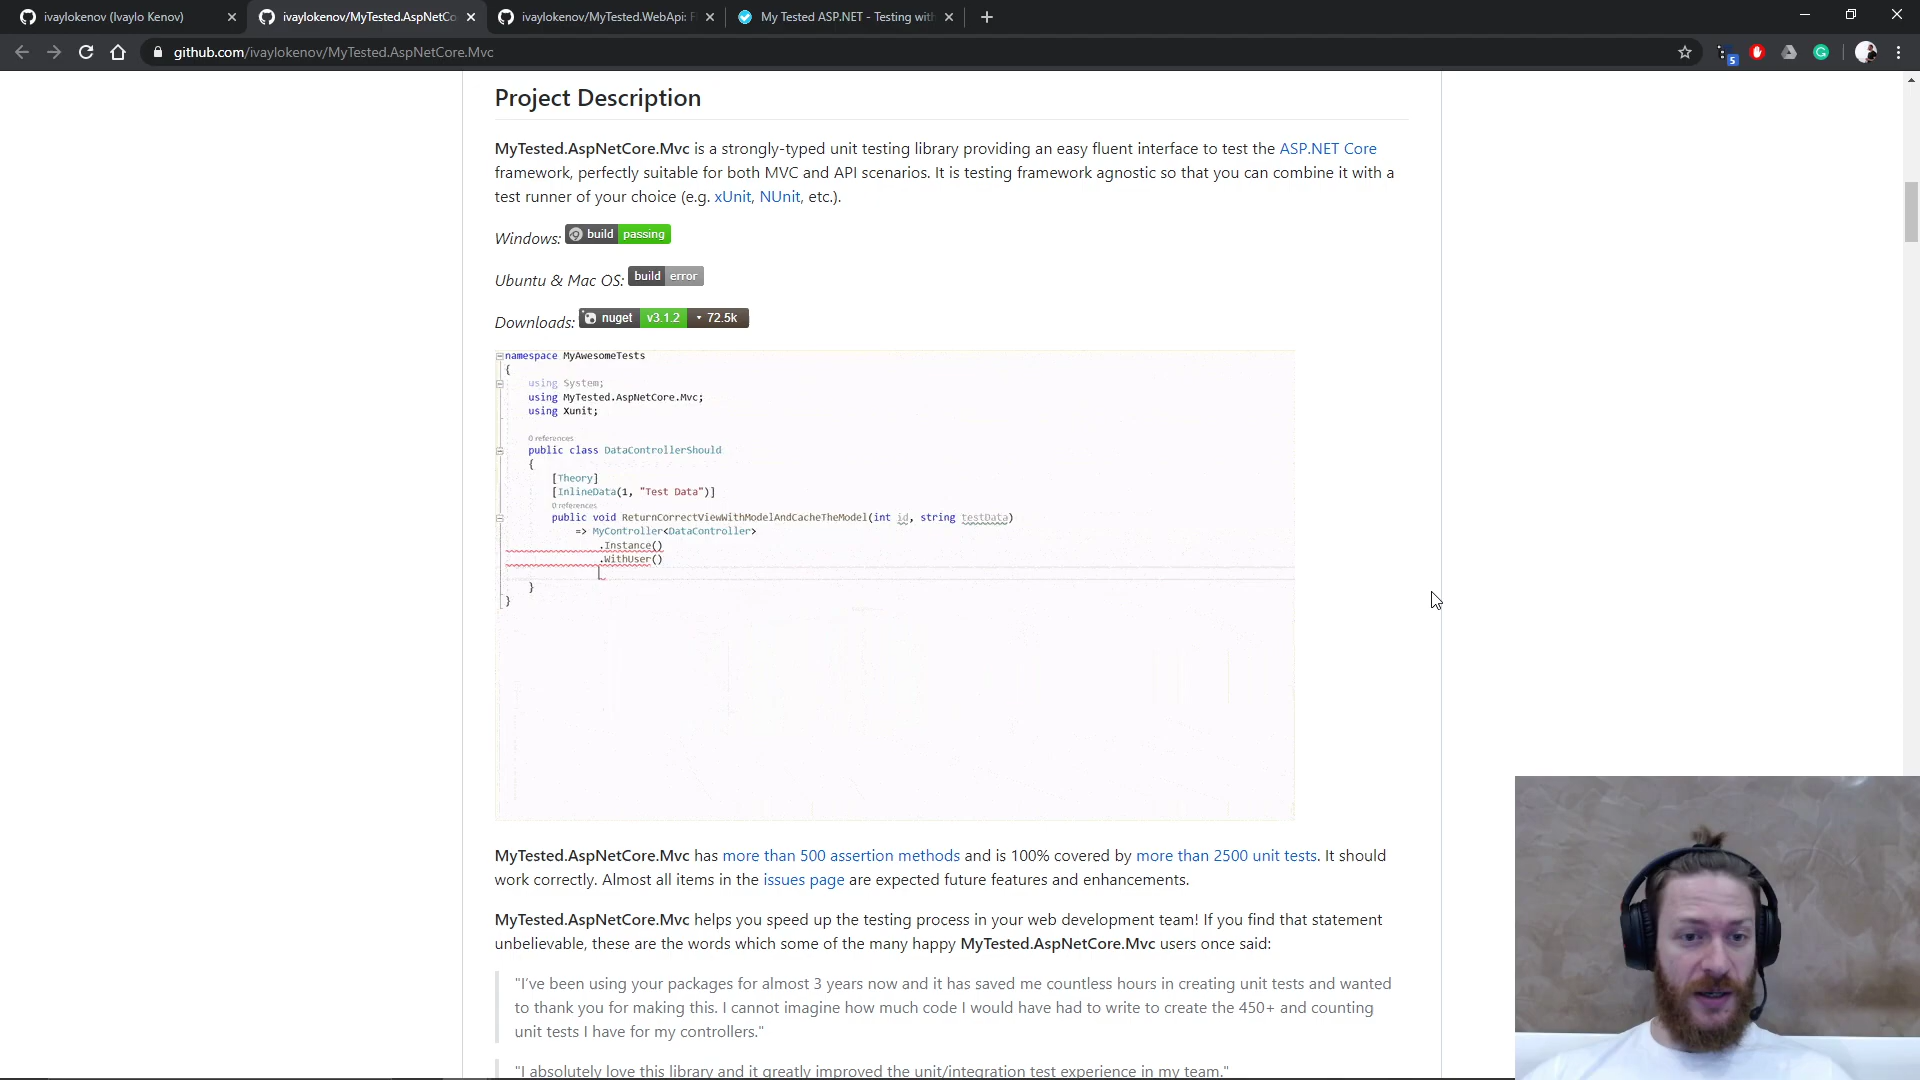 ivaylokenov (Ivaylo Kenov)
ivaylokenov/MyTested.AspNetCo
ivaylokenov/MyTested.WebApi: F
My Tested ASP.NET - Testing with
github.com/ivaylokenov/MyTested.AspNetCore.Mvc
5
Project Description
MyTested.AspNetCore.Mvc is a strongly-typed unit testing library providing an easy fluent interface to test the ASP.NET Core
framework, perfectly suitable for both MVC and API scenarios. It is testing framework agnostic so that you can combine it with a
test runner of your choice (e.g. xUnit, NUnit, etc.).
Windows: build passing
Ubuntu & Mac OS: build error
Downloads: nuget v3.1.2 72.5k
namespace MyAwesomeTests
{
using System;
using MyTested.AspNetCore.Mvc;
using Xunit;
0 references
public class DataControllerShould
{
[Theory]
[InlineData(1, "Test Data")]
0 references
public void ReturnCorrectViewWithModelAndCacheTheModel(int id, string testData)
=> MyController<DataController>
.Instance()
.WithUser()
}
}
MyTested.AspNetCore.Mvc has more than 500 assertion methods and is 100% covered by more than 2500 unit tests. It should
work correctly. Almost all items in the issues page are expected future features and enhancements.
MyTested.AspNetCore.Mvc helps you speed up the testing process in your web development team! If you find that statement
unbelievable, these are the words which some of the many happy MyTested.AspNetCore.Mvc users once said:
"I've been using your packages for almost 3 years now and it has saved me countless hours in creating unit tests and wanted
to thank you for making this. I cannot imagine how much code I would have had to write to create the 450+ and counting
unit tests I have for my controllers."
"I absolutely love this library and it greatly improved the unit/integration test experience in my team."